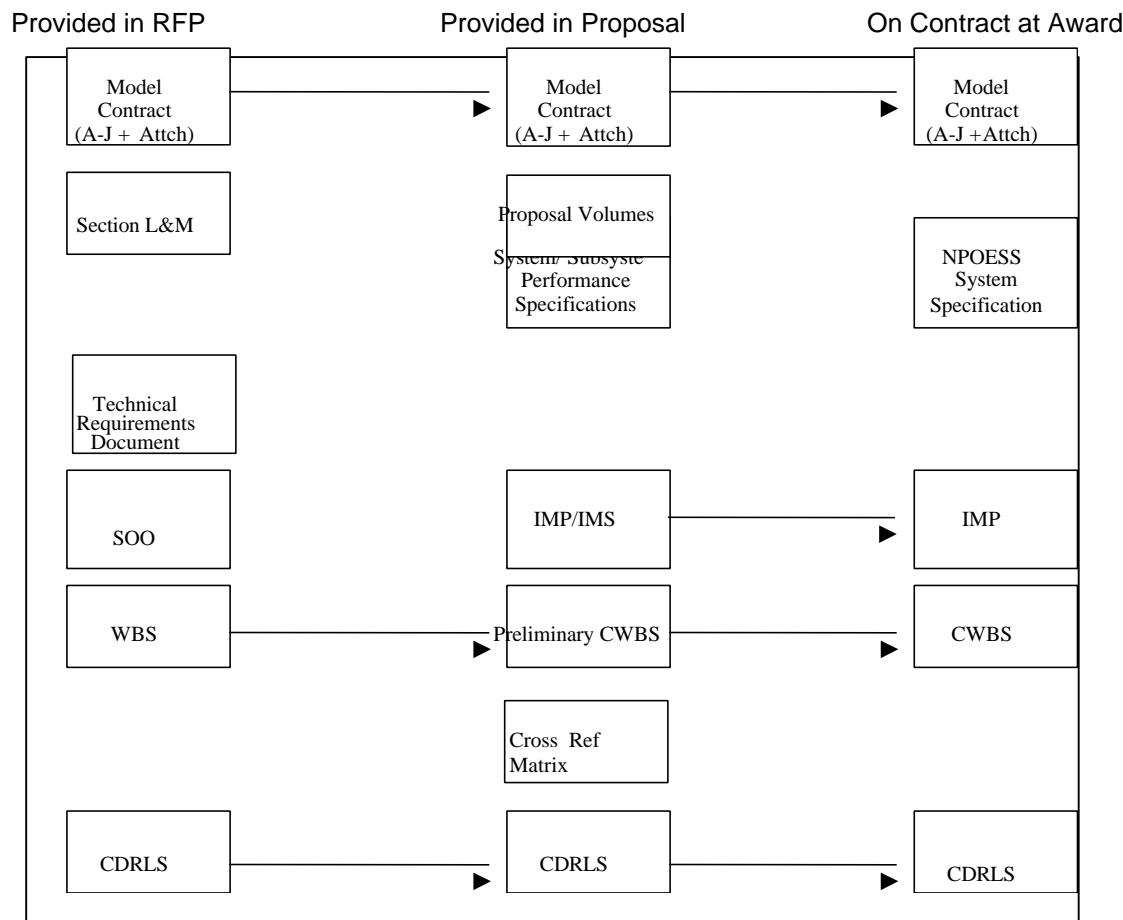 Provided in RFP
Provided in Proposal
On Contract at Award
Model
Contract
(A-J + Attch)
Model
Contract
(A-J + Attch)
Model
Contract
(A-J +Attch)
Section L&M
Proposal Volumes
System/ Subsyste
Performance
Specifications
NPOESS
System
Specification
Technical
Requirements
Document
SOO
IMP/IMS
IMP
WBS
Preliminary CWBS
CWBS
Cross Ref
Matrix
CDRLS
CDRLS
CDRLS